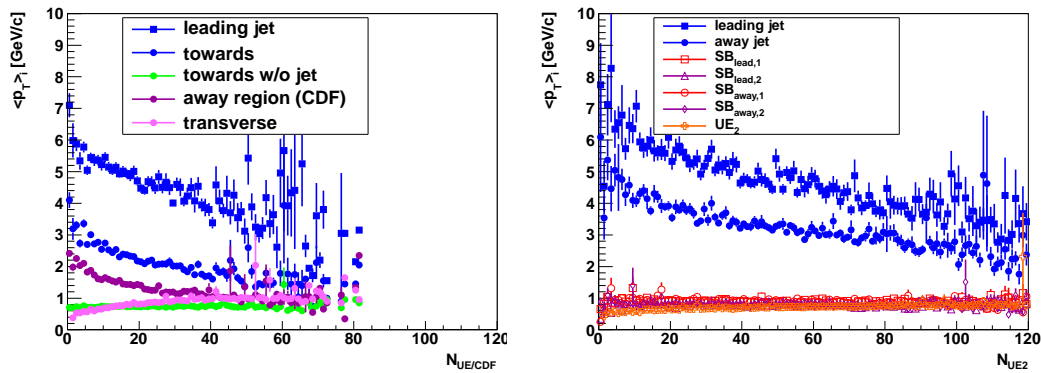 <p_T>_i [GeV/c]
10
9
8
7
6
5
4
3
2
1
0
0 20 40 60 80 100 120
N_UE/CDF
leading jet
towards
towards w/o jet
away region (CDF)
transverse
<p_T>_i [GeV/c]
10
9
8
7
6
5
4
3
2
1
0
0 20 40 60 80 100 120
N_UE2
leading jet
away jet
SB_lead,1
SB_lead,2
SB_away,1
SB_away,2
UE_2